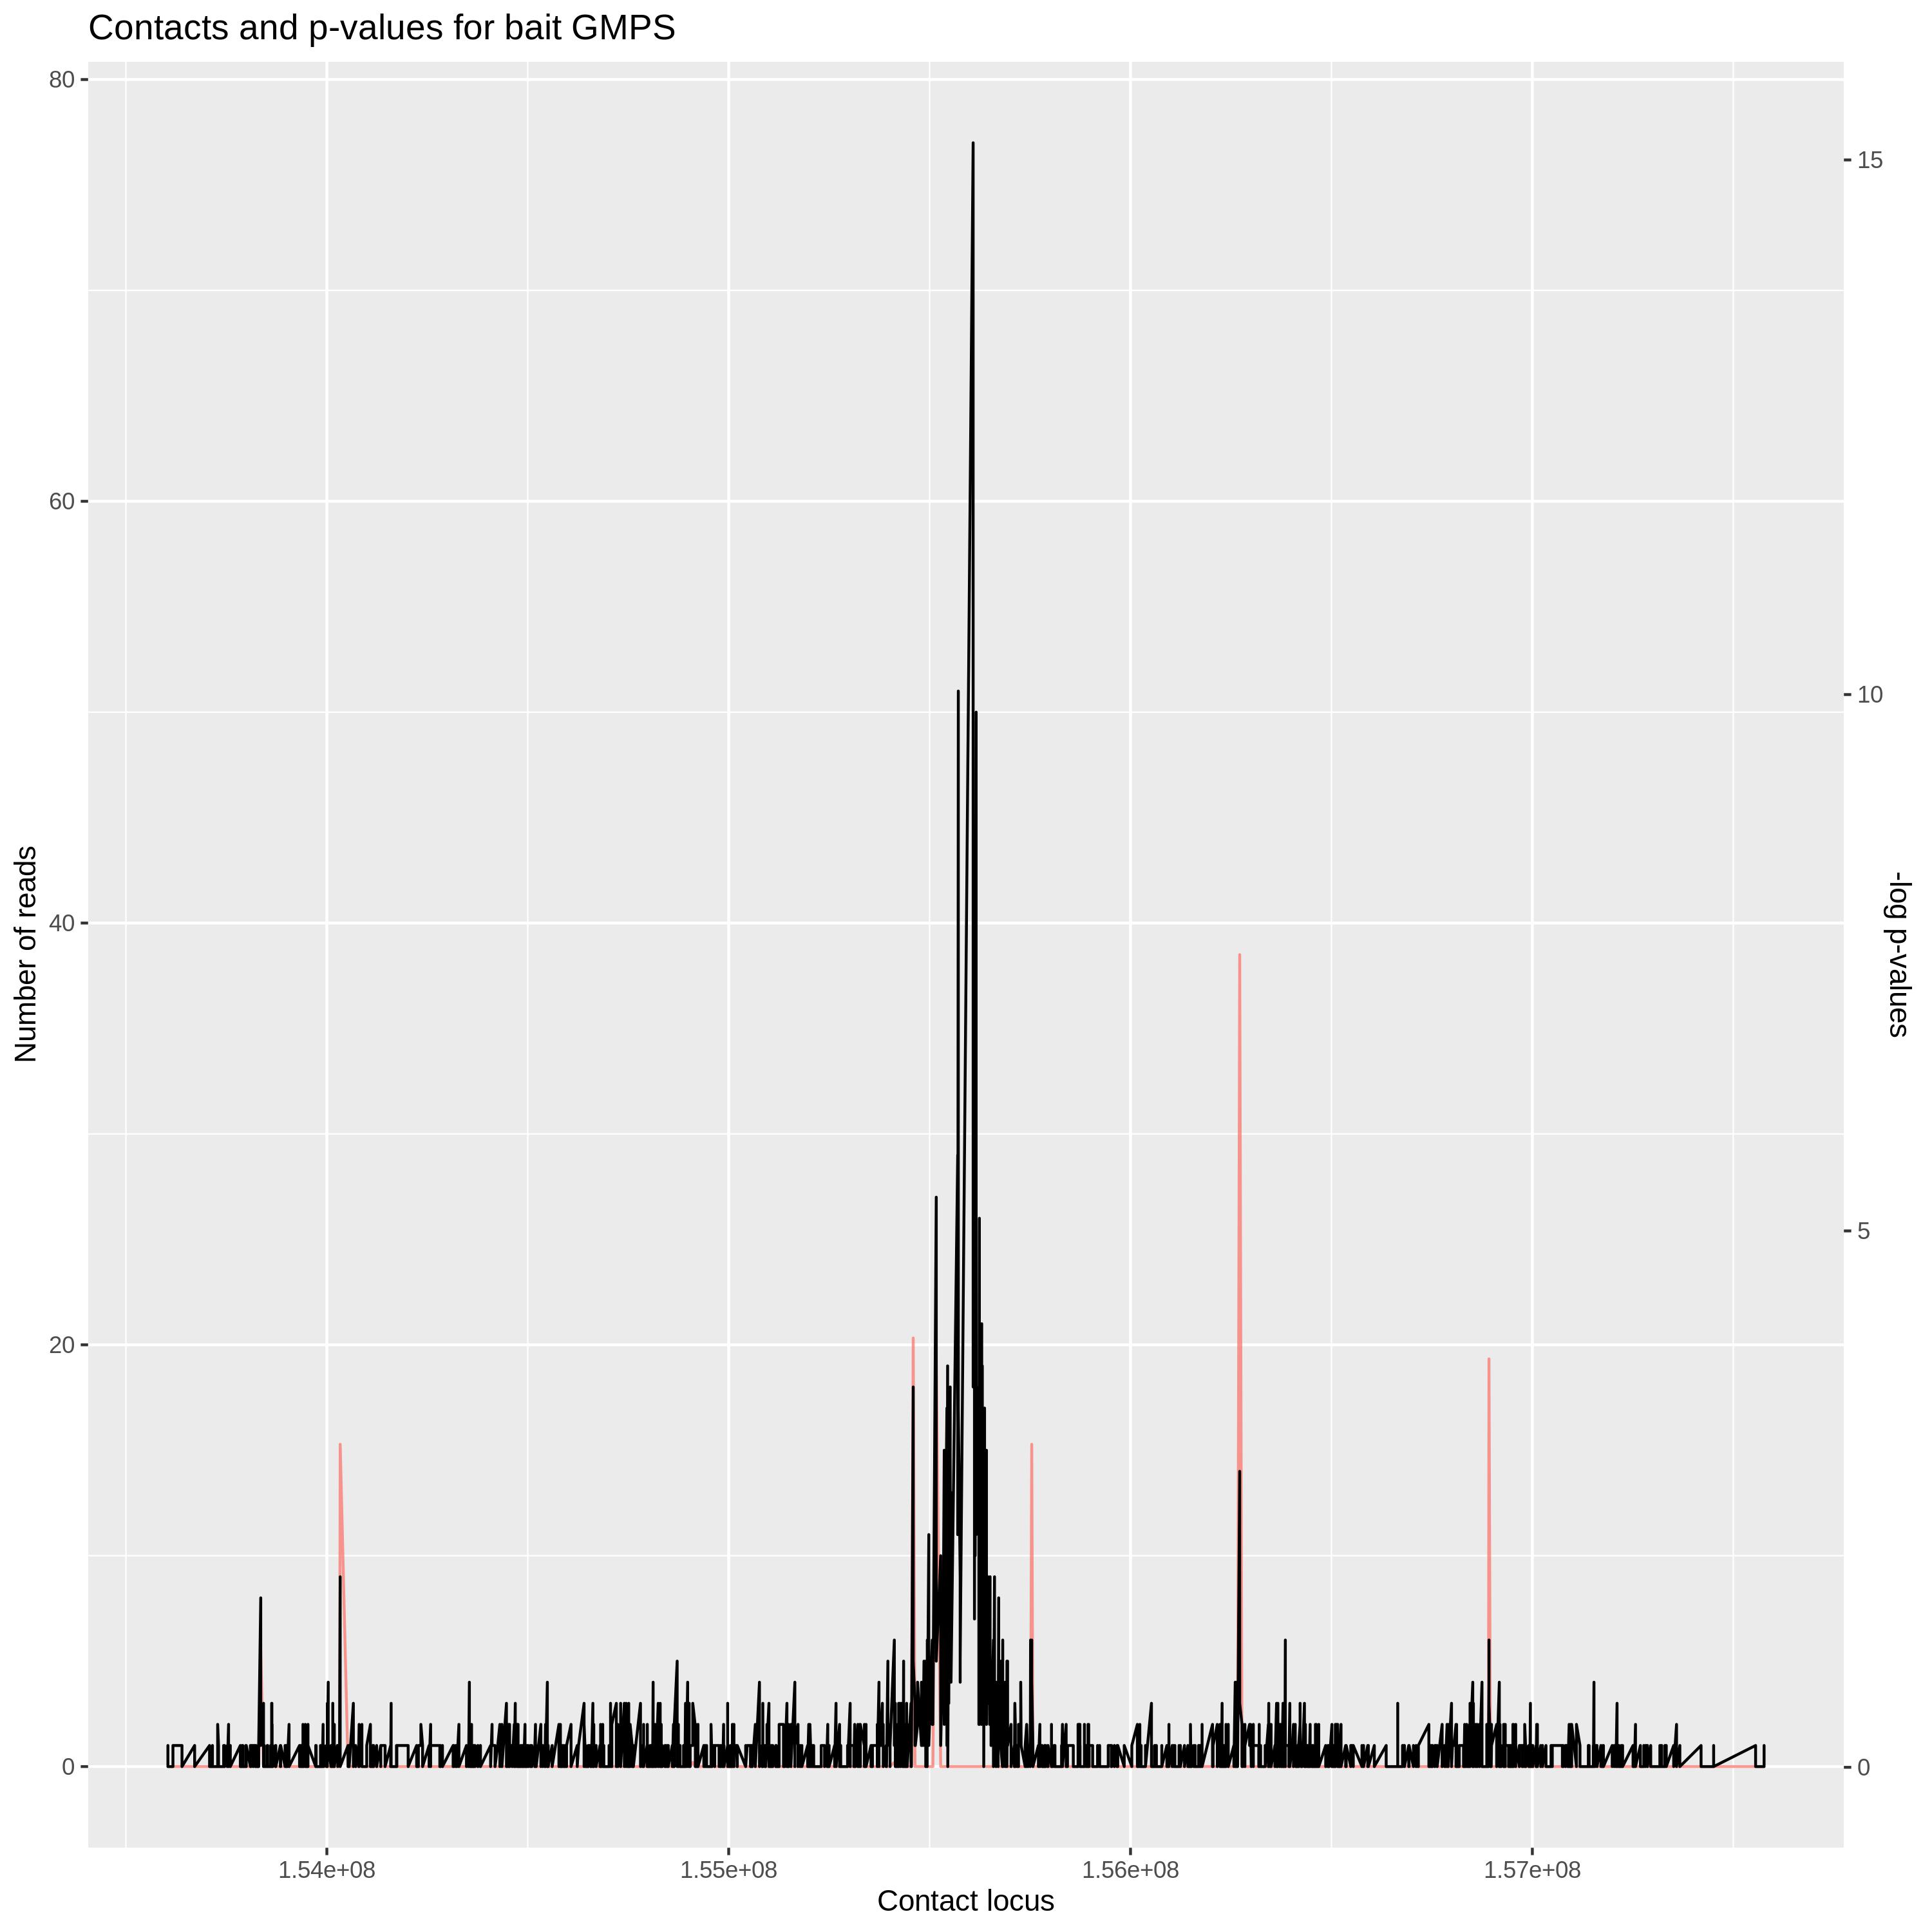 Contacts and p-values for bait GMPS
80
60
40
20
0
15
10
5
0
Number of reads
-log p-values
1.54e+08 1.55e+08 1.56e+08 1.57e+08
Contact locus